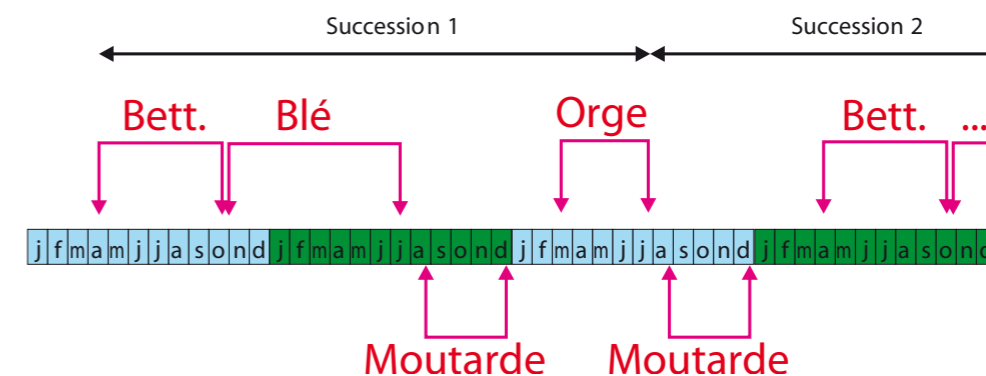 Succession 1 Succession 2
Bett. Blé Orge Bett. ...
j f m a m j j a s o n d j f m a m j j a s o n d j f m a m j j a s o n d j f m a m j j a s o n d
Moutarde Moutarde